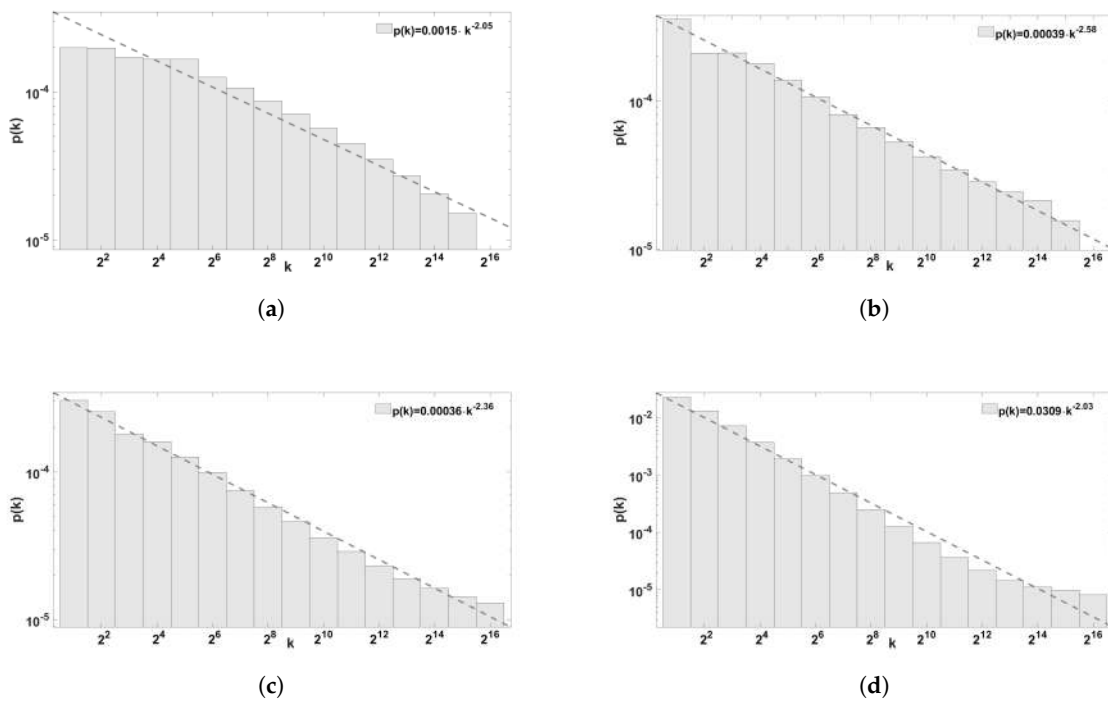 p(k)=0.0015· k^-2.05
10^-4
10^-5
p(k)
2^2 2^4 2^6 2^8 2^10 2^12 2^14 2^16
k
(a)
p(k)=0.00039·k^-2.58
10^-4
10^-5
p(k)
2^2 2^4 2^6 2^8 2^10 2^12 2^14 2^16
k
(b)
p(k)=0.00036·k^-2.36
10^-4
10^-5
p(k)
2^2 2^4 2^6 2^8 2^10 2^12 2^14 2^16
k
(c)
p(k)=0.0309·k^-2.03
10^-2
10^-3
10^-4
10^-5
p(k)
2^2 2^4 2^6 2^8 2^10 2^12 2^14 2^16
k
(d)